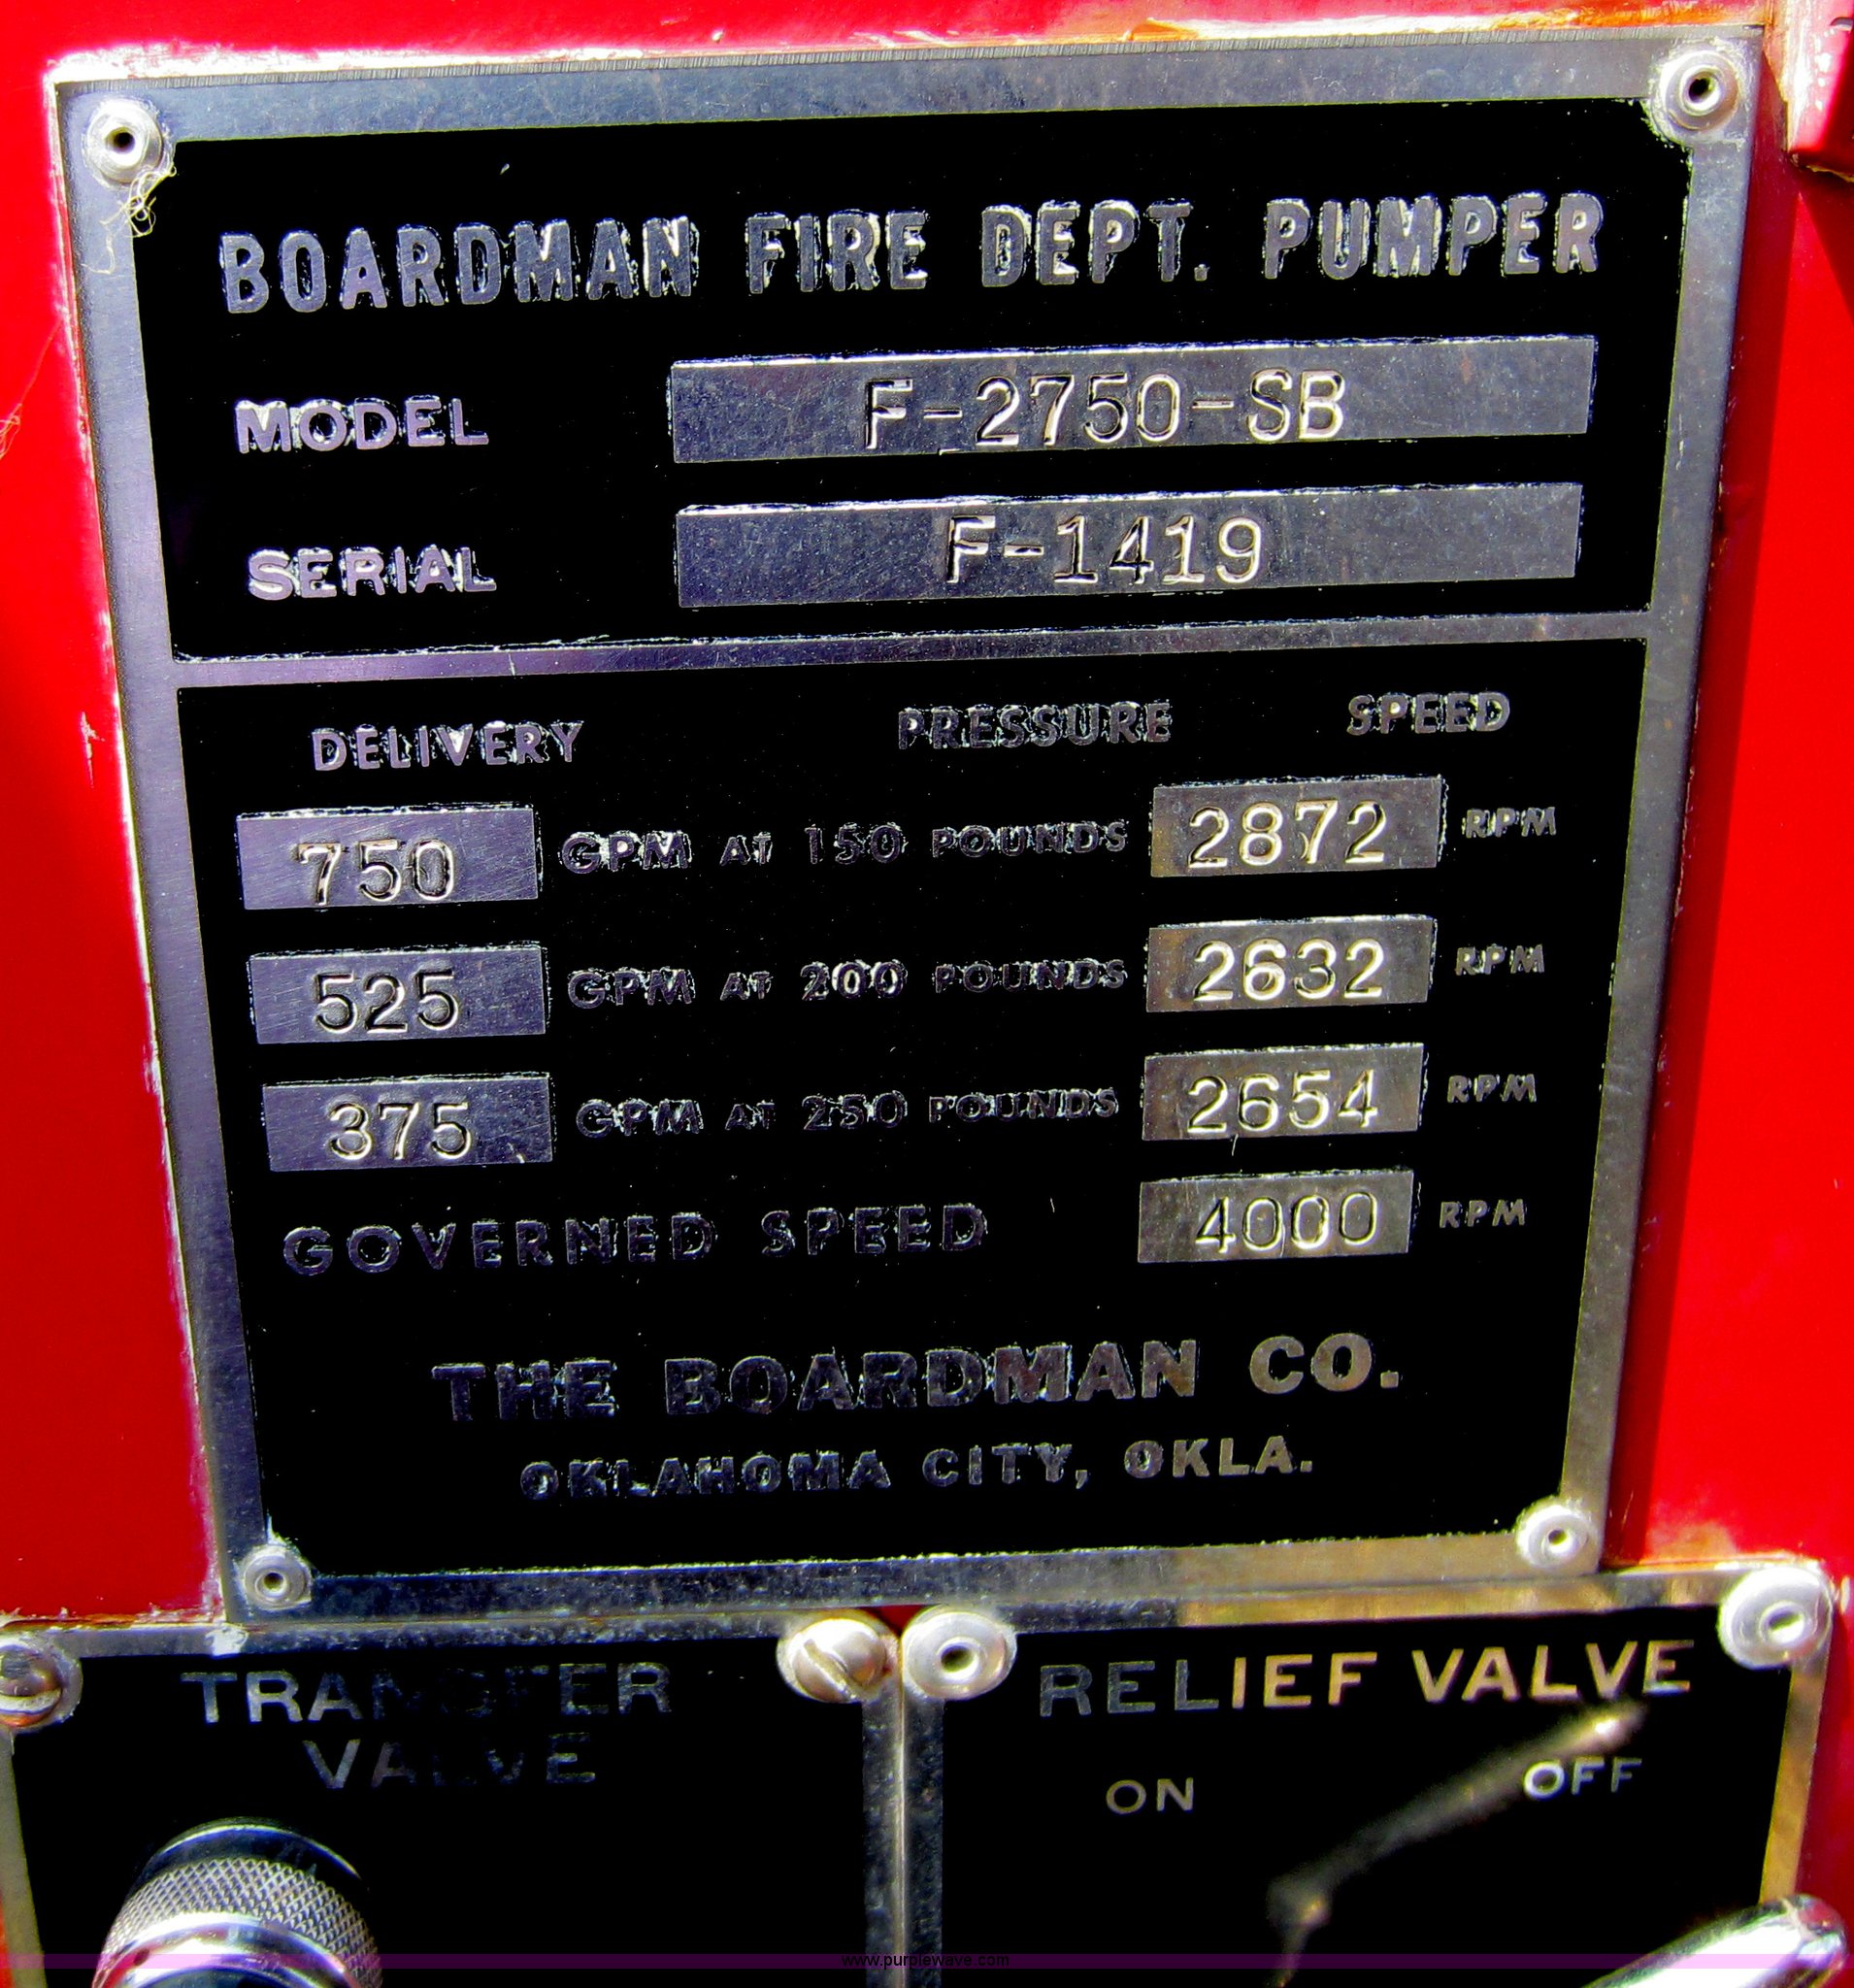 BOARDMAN FIRE DEPT. PUMPER
MODEL F-2750-SB
SERIAL F-1419
DELIVERY PRESSURE SPEED
750 GPM AT 150 POUNDS 2872 RPM
525 GPM AT 200 POUNDS 2632 RPM
375 GPM AT 250 POUNDS 2654 RPM
GOVERNED SPEED 4000 RPM
THE BOARDMAN CO.
OKLAHOMA CITY, OKLA.
TRANSFER
VALVE
RELIEF VALVE
ON OFF
www.purplewave.com